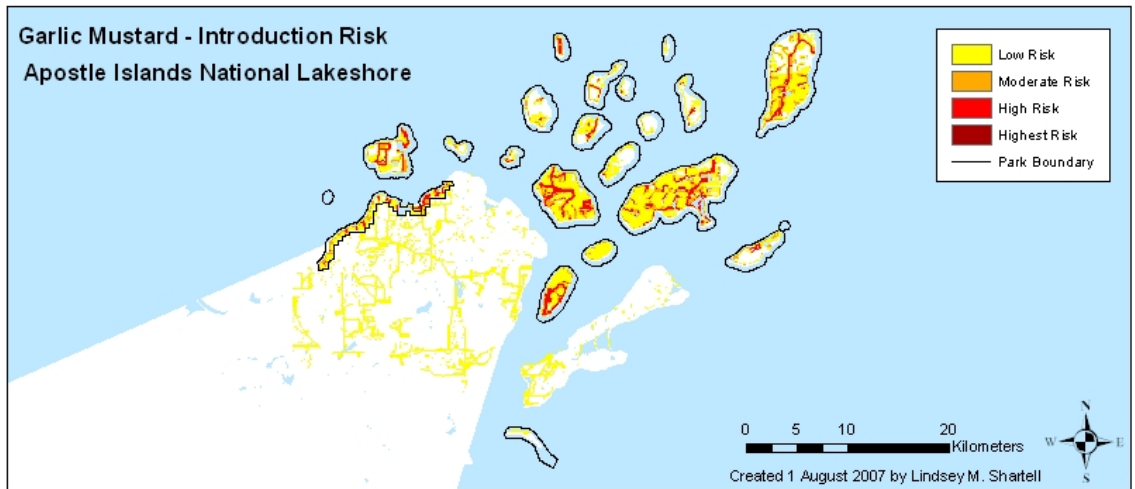 Garlic Mustard - Introduction Risk
Apostle Islands National Lakeshore
Low Risk
Moderate Risk
High Risk
Highest Risk
Park Boundary
0 5 10 20
Kilometers
Created 1 August 2007 by Lindsey M. Shartell
N
W E
S